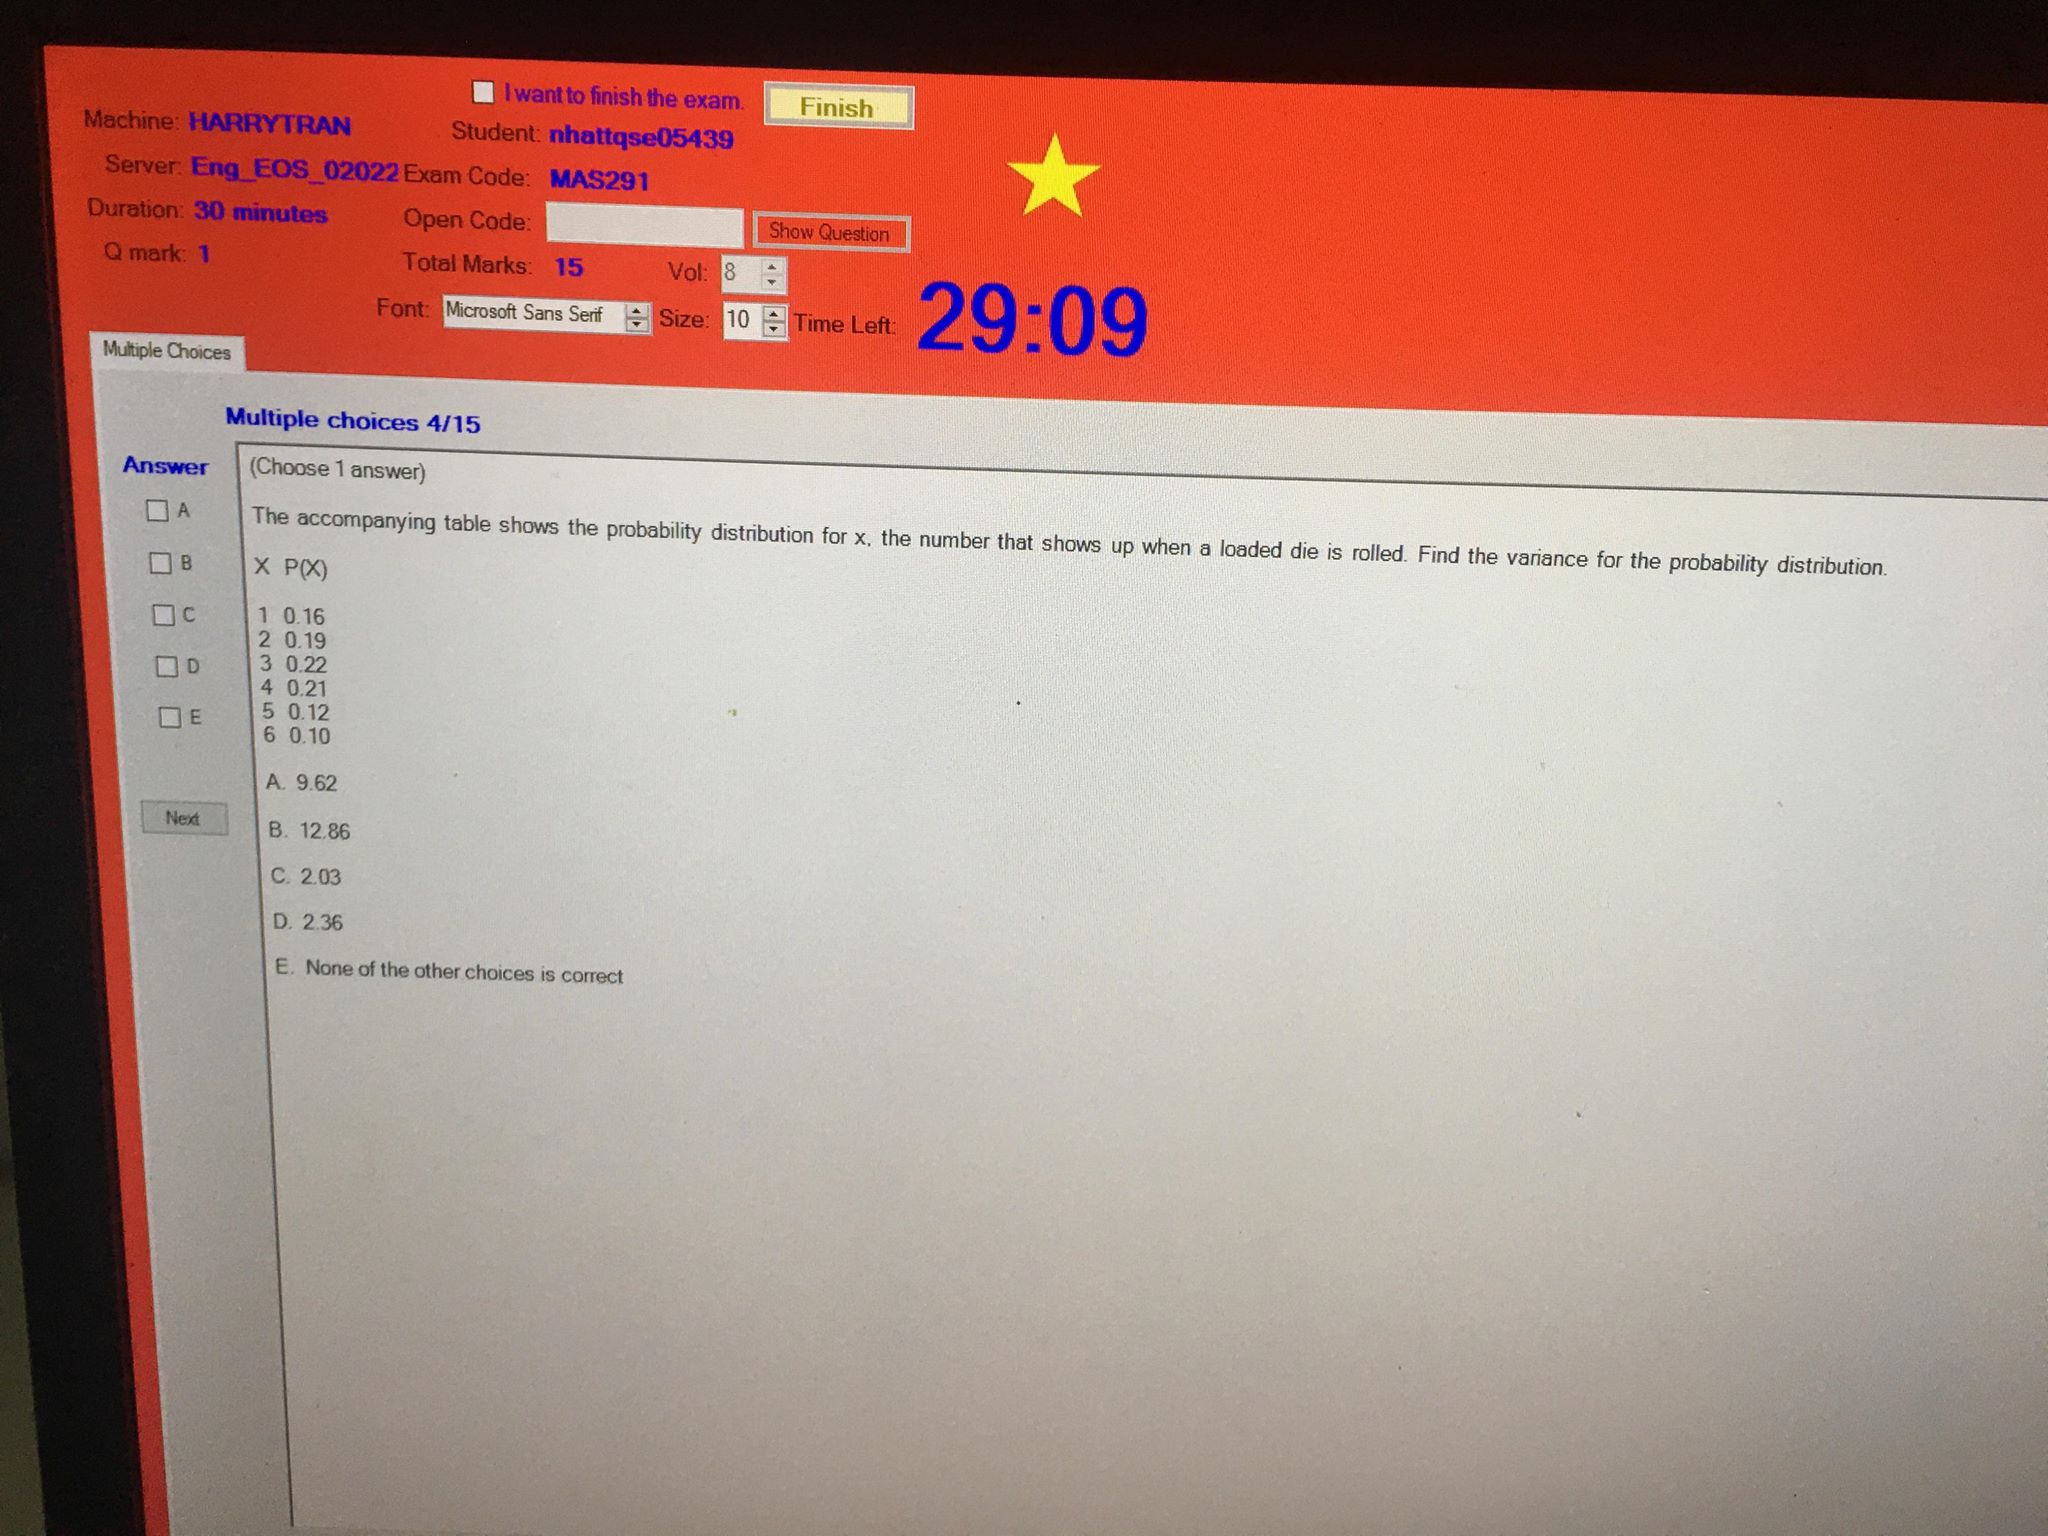 I want to finish the exam. Finish
Machine: HARRYTRAN Student: nhattqse05439
Server: Eng_EOS_02022 Exam Code: MAS291
Duration: 30 minutes Open Code: Show Question
Q mark: 1 Total Marks: 15 Vol: 8
Font: Microsoft Sans Serif Size: 10 Time Left: 29:09
Multiple Choices
Multiple choices 4/15
Answer
A
B
C
D
E
Next
(Choose 1 answer)
The accompanying table shows the probability distribution for x, the number that shows up when a loaded die is rolled. Find the variance for the probability distribution.
X P(X)
1 0.16
2 0.19
3 0.22
4 0.21
5 0.12
6 0.10
A. 9.62
B. 12.86
C. 2.03
D. 2.36
E. None of the other choices is correct